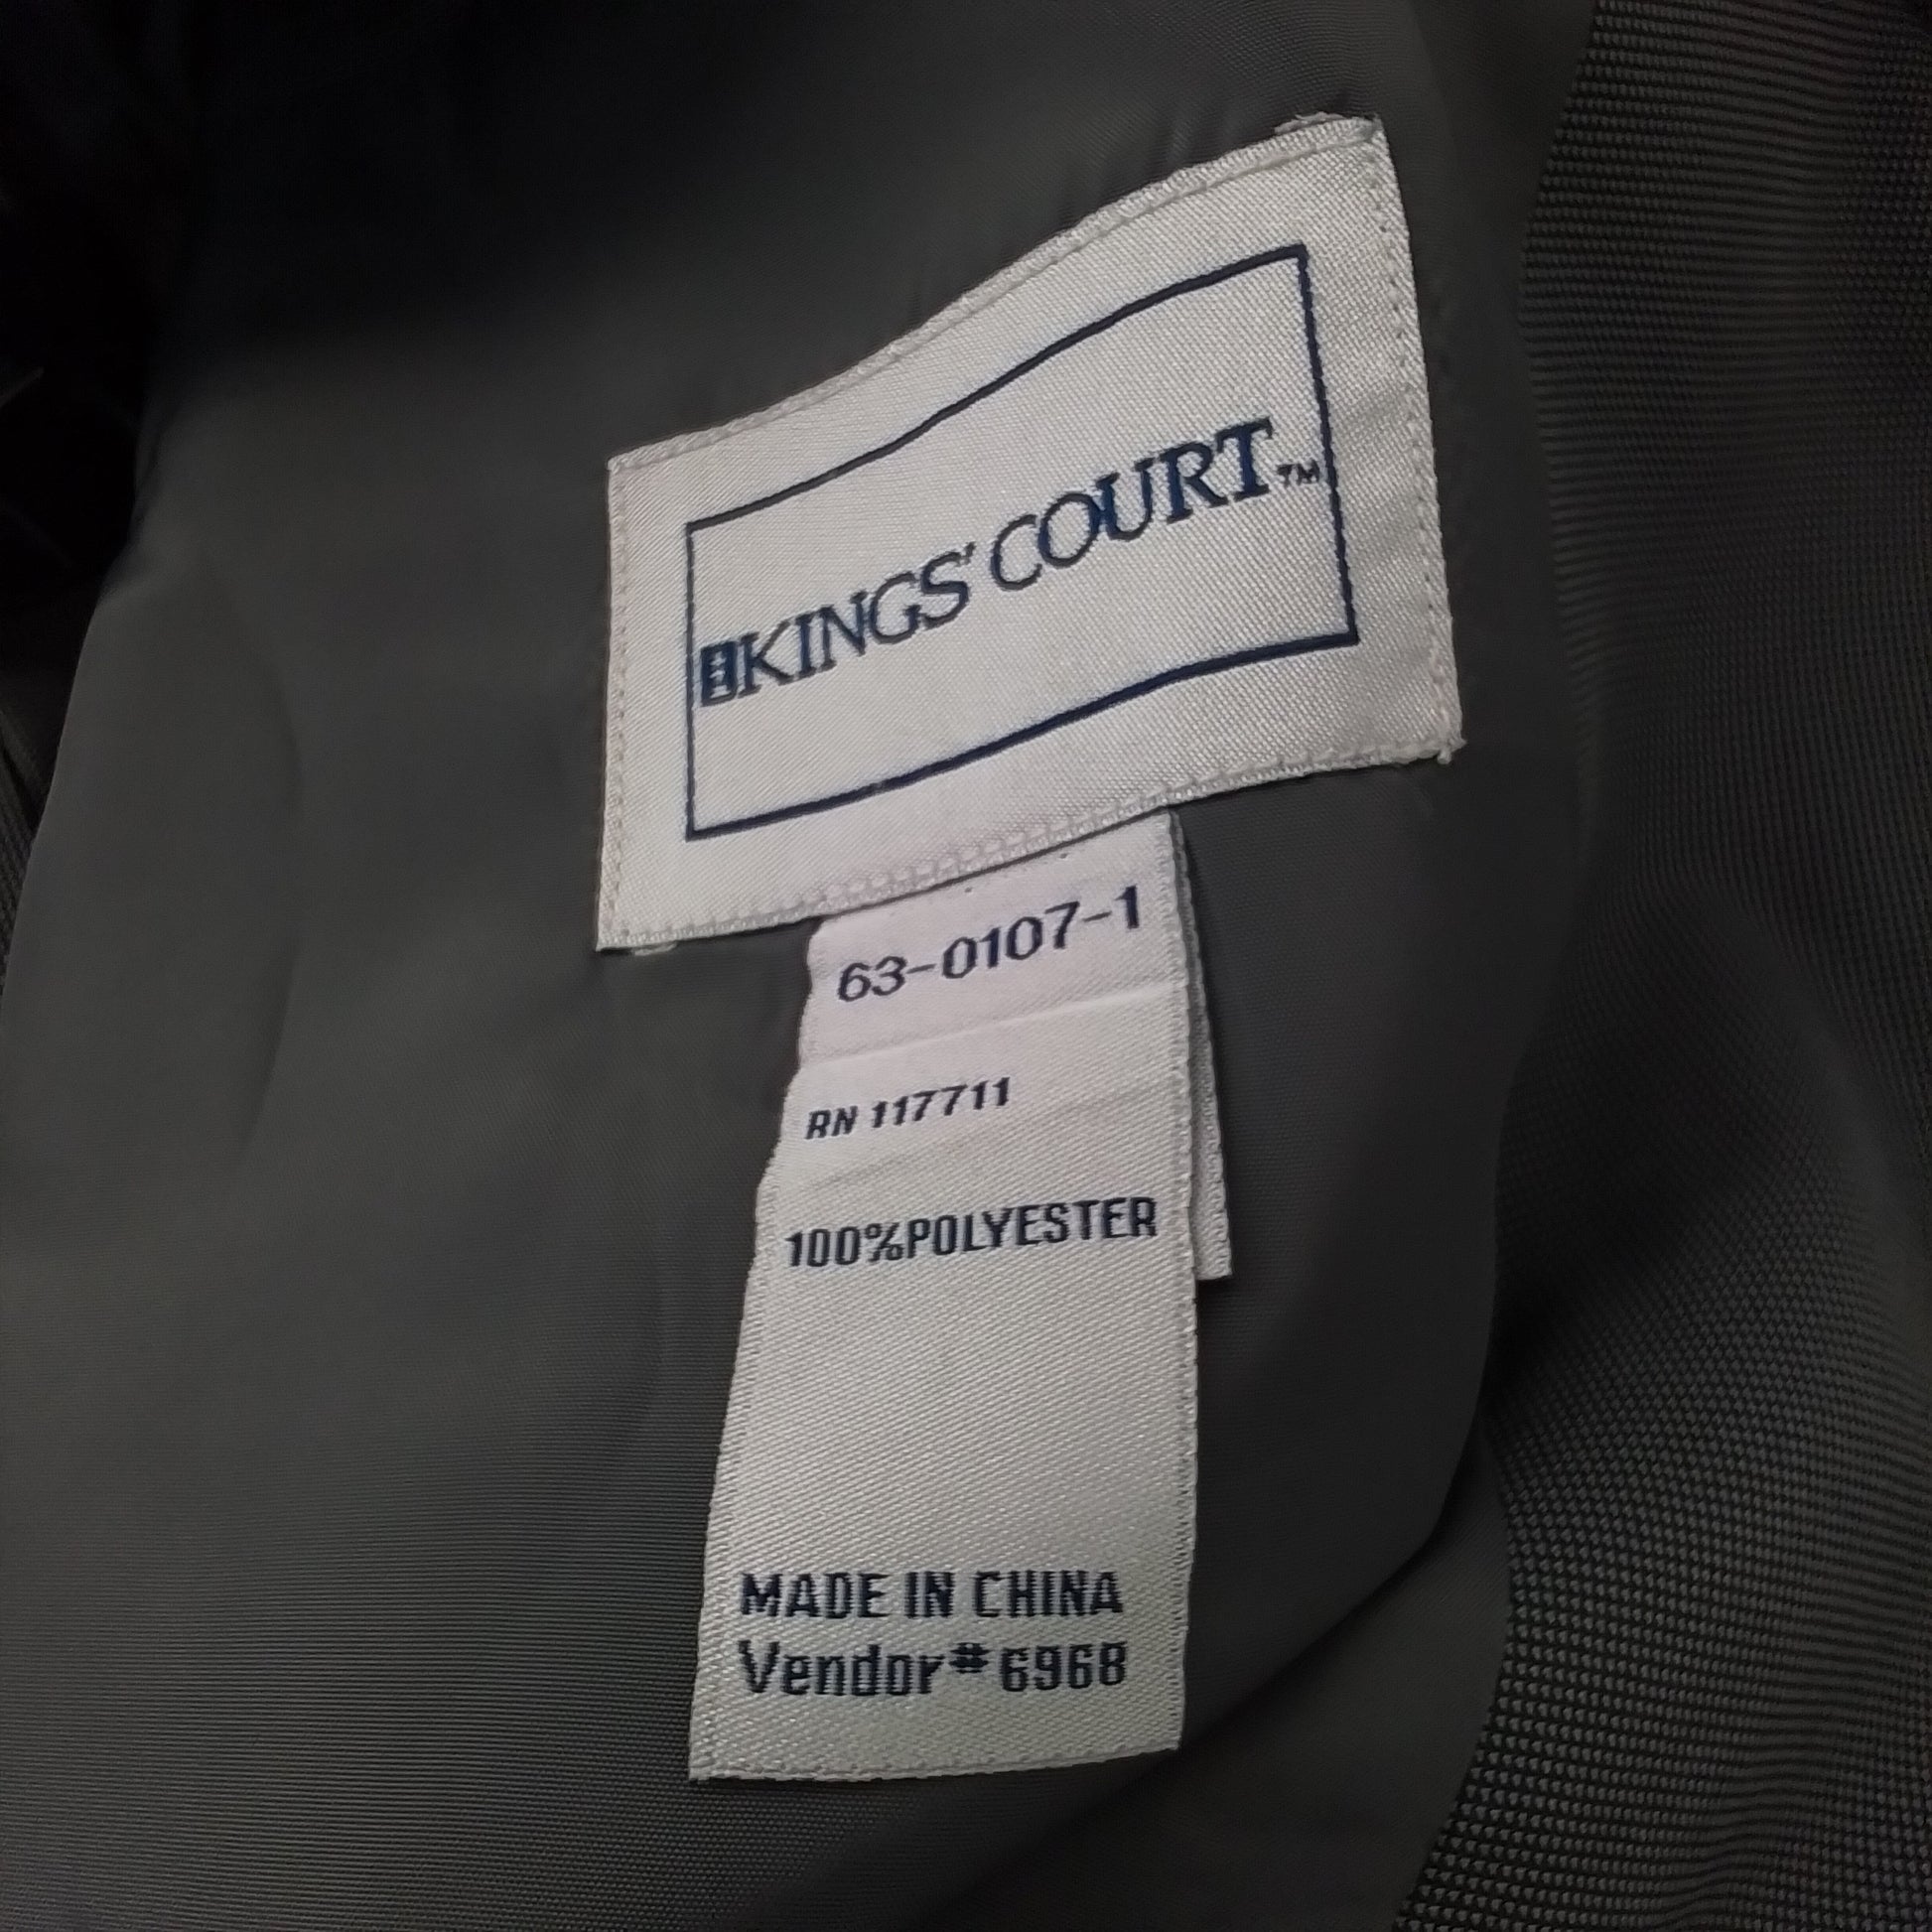 KINGS' COURT™
63-0107-1
RN 117711
100%POLYESTER
MADE IN CHINA
Vendor#6968